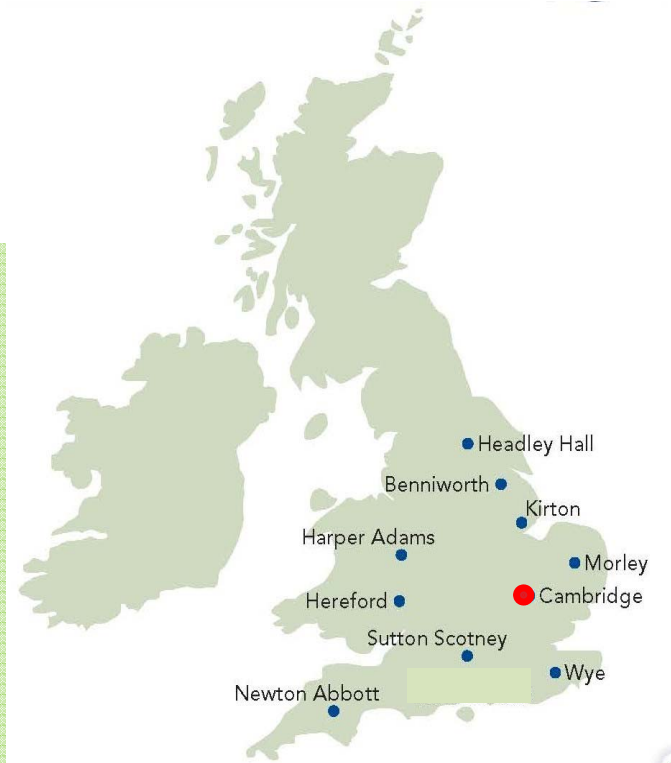 Headley Hall
Benniworth
Kirton
Harper Adams
Morley
Hereford
Cambridge
Sutton Scotney
Wye
Newton Abbott